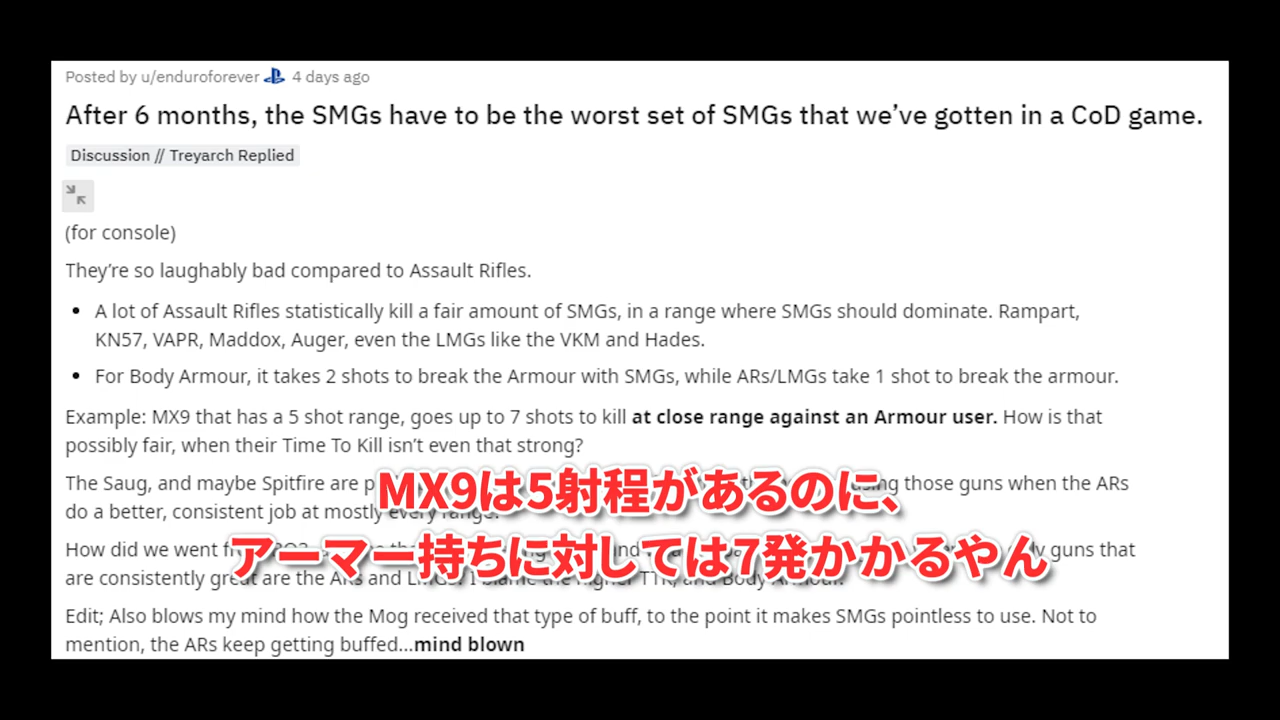 Posted by u/enduroforever 4 days ago
After 6 months, the SMGs have to be the worst set of SMGs that we’ve gotten in a CoD game.
Discussion // Treyarch Replied
(for console)
They’re so laughably bad compared to Assault Rifles.
• A lot of Assault Rifles statistically kill a fair amount of SMGs, in a range where SMGs should dominate. Rampart,
KN57, VAPR, Maddox, Auger, even the LMGs like the VKM and Hades.
• For Body Armour, it takes 2 shots to break the Armour with SMGs, while ARs/LMGs take 1 shot to break the armour.
Example: MX9 that has a 5 shot range, goes up to 7 shots to kill at close range against an Armour user. How is that
possibly fair, when their Time To Kill isn’t even that strong?
The Saug, and maybe Spitfire are using those guns when the ARs
MX9は5射程があるのに、
do a better, consistent job at mostly every range.
How did we went guns that
アーマー持ちに対しては7発かかるやん
are consistently great are the ARs and LMGs. I blame the higher TTK, and Body Armour.
Edit; Also blows my mind how the Mog received that type of buff, to the point it makes SMGs pointless to use. Not to
mention, the ARs keep getting buffed...mind blown